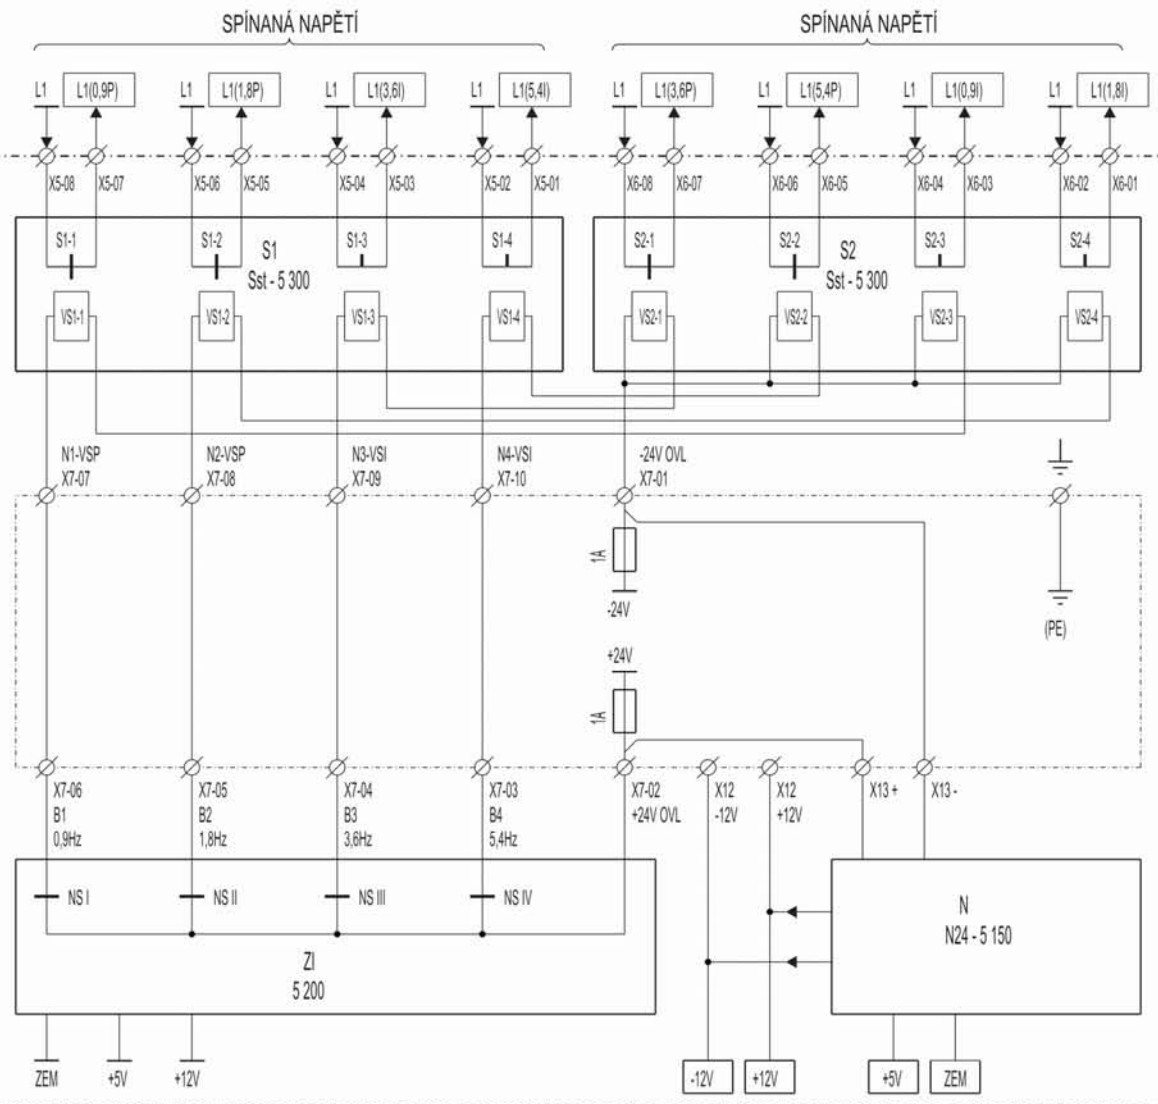 SPÍNANÁ NAPĚTÍ SPÍNANÁ NAPĚTÍ
L1 L1(0,9P) L1 L1(1,8P) L1 L1(3,6I) L1 L1(5,4I) L1 L1(3,6P) L1 L1(5,4P) L1 L1(0,9I) L1 L1(1,8I)
X5-08 X5-07 X5-06 X5-05 X5-04 X5-03 X5-02 X5-01 X6-08 X6-07 X6-06 X6-05 X6-04 X6-03 X6-02 X6-01
S1-1 S1-2 S1 S1-3 S1-4 S2-1 S2-2 S2 S2-3 S2-4
Sst - 5 300 Sst - 5 300
VS1-1 VS1-2 VS1-3 VS1-4 VS2-1 VS2-2 VS2-3 VS2-4
N1-VSP N2-VSP N3-VSI N4-VSI -24V OVL
X7-07 X7-08 X7-09 X7-10 X7-01
1A
-24V
(PE)
+24V
1A
X7-06 X7-05 X7-04 X7-03 X7-02 X12 X12 X13 + X13 -
B1 B2 B3 B4 +24V OVL -12V +12V
0,9Hz 1,8Hz 3,6Hz 5,4Hz
NS I NS II NS III NS IV N
N24 - 5 150
ZI
5 200
ZEM +5V +12V -12V +12V +5V ZEM